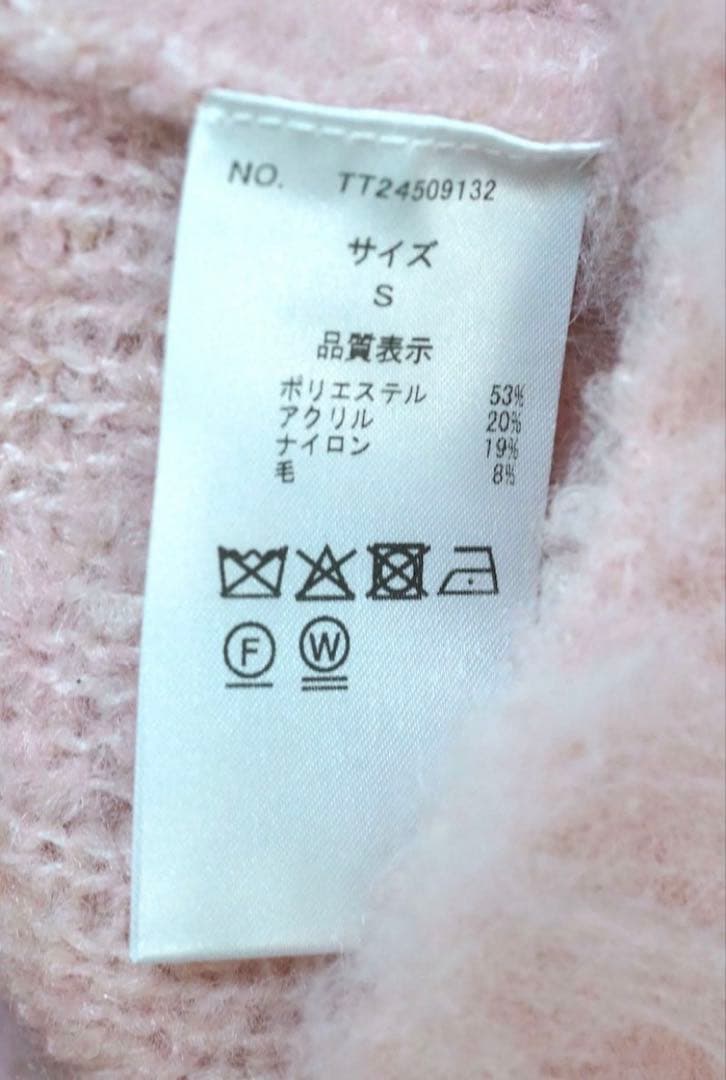 NO. TT24509132
サイズ
S
品質表示
ポリエステル 53%
アクリル 20%
ナイロン 19%
毛 8%
F W